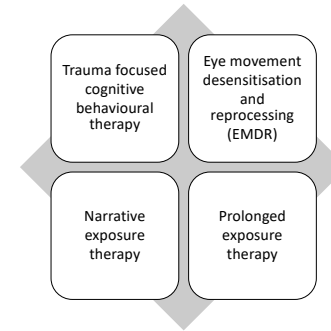 Trauma focused
cognitive
behavioural
therapy
Eye movement
desensitisation
and
reprocessing
(EMDR)
Narrative
exposure
therapy
Prolonged
exposure
therapy